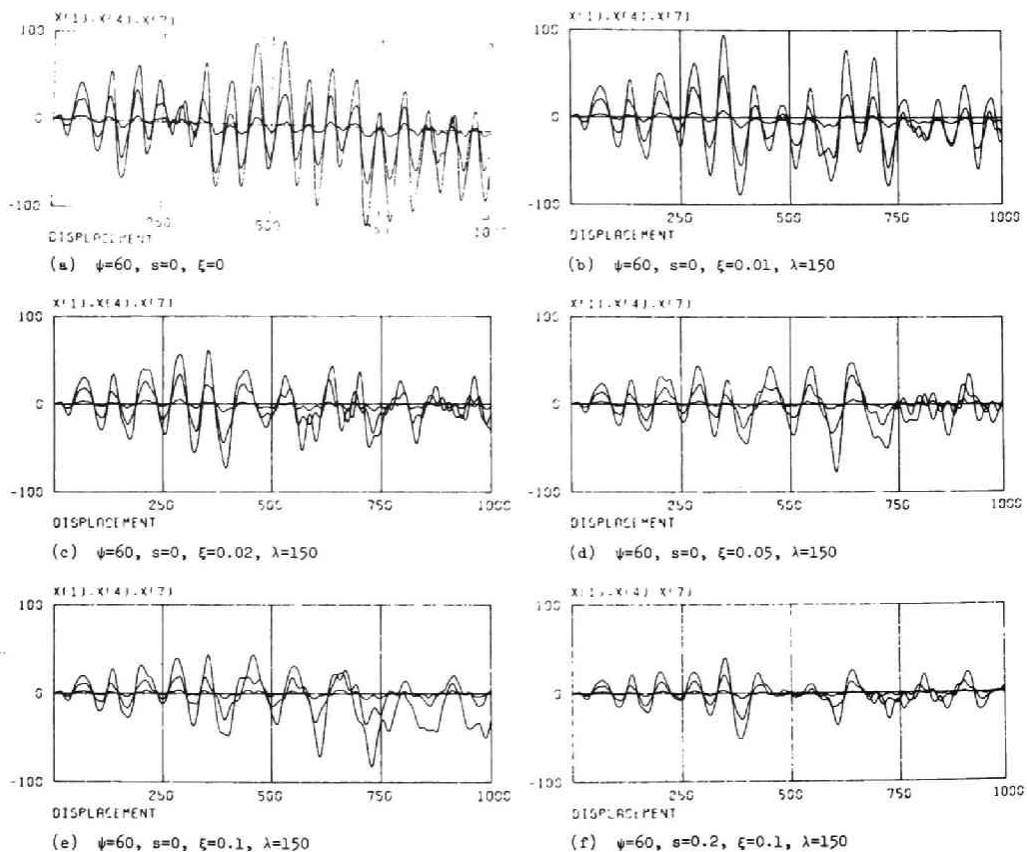 X(1).X(4).X(7)
100
0
-100
500
DISPLACEMENT
(a) ψ=60, s=0, ξ=0
X(1).X(4).X(7)
100
0
-100
250 500 750 1000
DISPLACEMENT
(b) ψ=60, s=0, ξ=0.01, λ=150
X(1).X(4).X(7)
100
0
-100
250 500 750 1000
DISPLACEMENT
(c) ψ=60, s=0, ξ=0.02, λ=150
X(1).X(4).X(7)
100
0
-100
250 500 750 1000
DISPLACEMENT
(d) ψ=60, s=0, ξ=0.05, λ=150
X(1).X(4).X(7)
100
0
-100
250 500 750 1000
DISPLACEMENT
(e) ψ=60, s=0, ξ=0.1, λ=150
X(1).X(4).X(7)
100
0
-100
250 500 750 1000
DISPLACEMENT
(f) ψ=60, s=0.2, ξ=0.1, λ=150